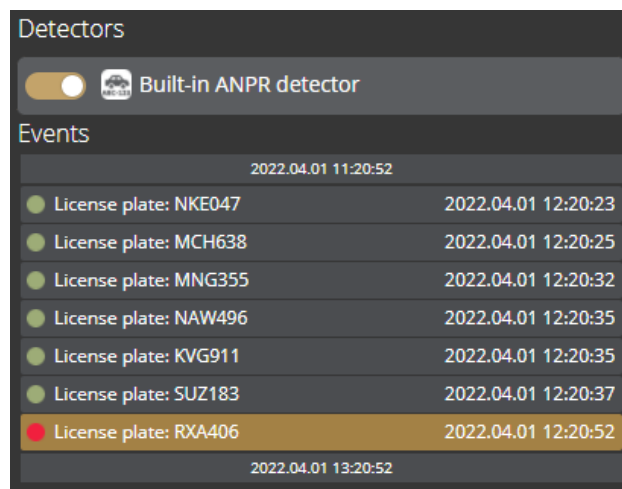 Detectors
ABC-123 Built-in ANPR detector
Events
2022.04.01 11:20:52
License plate: NKE047 2022.04.01 12:20:23
License plate: MCH638 2022.04.01 12:20:25
License plate: MNG355 2022.04.01 12:20:32
License plate: NAW496 2022.04.01 12:20:35
License plate: KVG911 2022.04.01 12:20:35
License plate: SUZ183 2022.04.01 12:20:37
License plate: RXA406 2022.04.01 12:20:52
2022.04.01 13:20:52